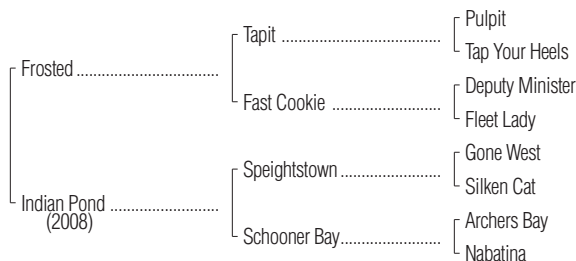 Pulpit
Tapit ........................................
Tap Your Heels
Frosted ....................................
Deputy Minister
Fast Cookie ...........................
Fleet Lady
Gone West
Speightstown .........................
Silken Cat
Indian Pond ...........................
(2008)
Archers Bay
Schooner Bay.........................
Nabatina